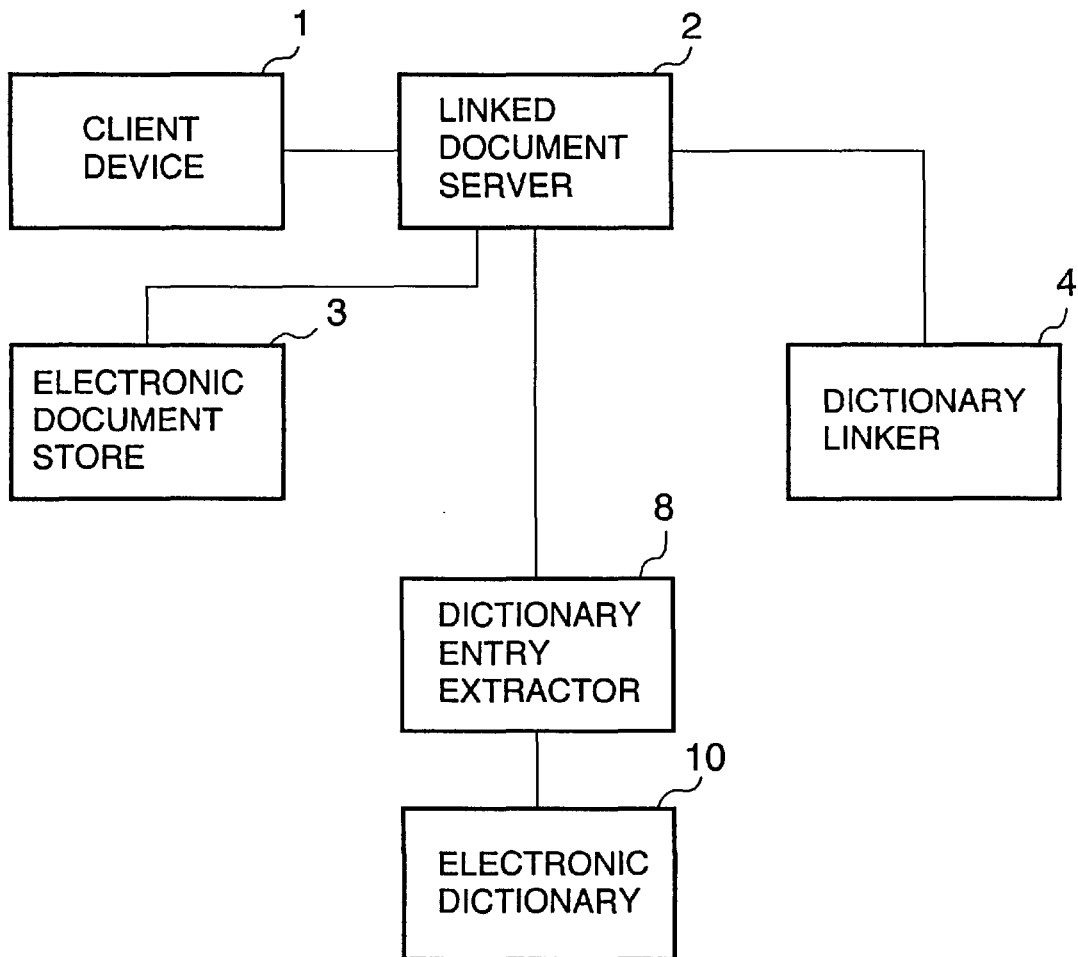 1
CLIENT
DEVICE
2
LINKED
DOCUMENT
SERVER
3
ELECTRONIC
DOCUMENT
STORE
4
DICTIONARY
LINKER
8
DICTIONARY
ENTRY
EXTRACTOR
10
ELECTRONIC
DICTIONARY